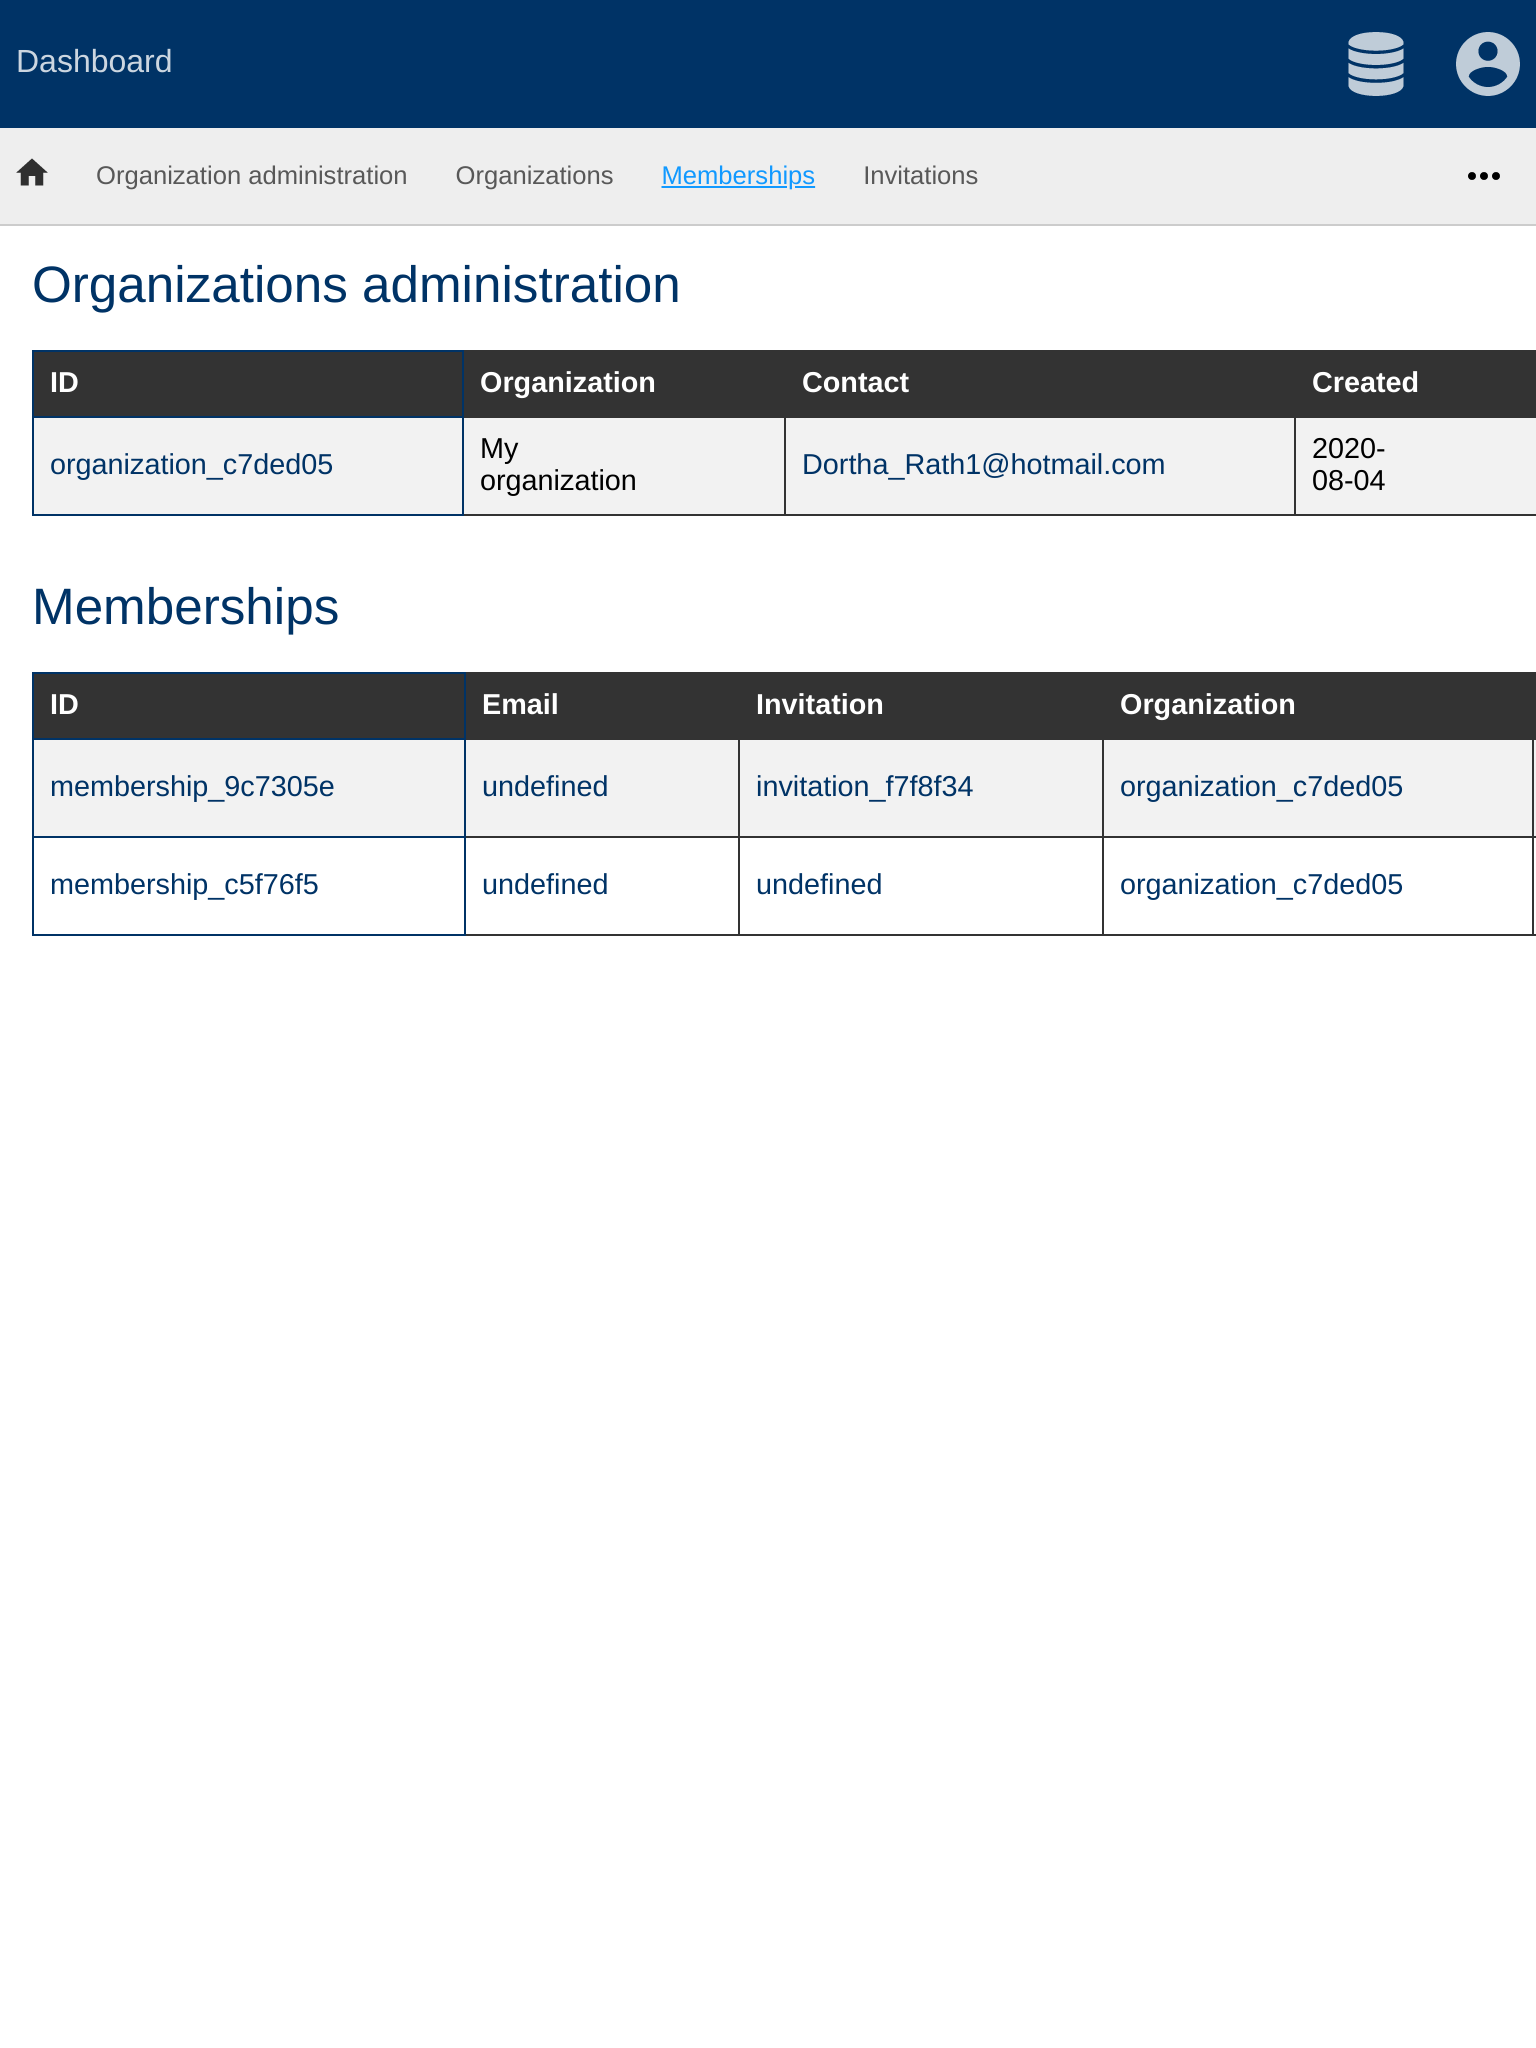 Dashboard
Organization administration Organizations Memberships Invitations
Organizations administration
ID Organization Contact Created
organization_c7ded05 My organization Dortha_Rath1@hotmail.com 2020-08-04
Memberships
ID Email Invitation Organization
membership_9c7305e undefined invitation_f7f8f34 organization_c7ded05
membership_c5f76f5 undefined undefined organization_c7ded05